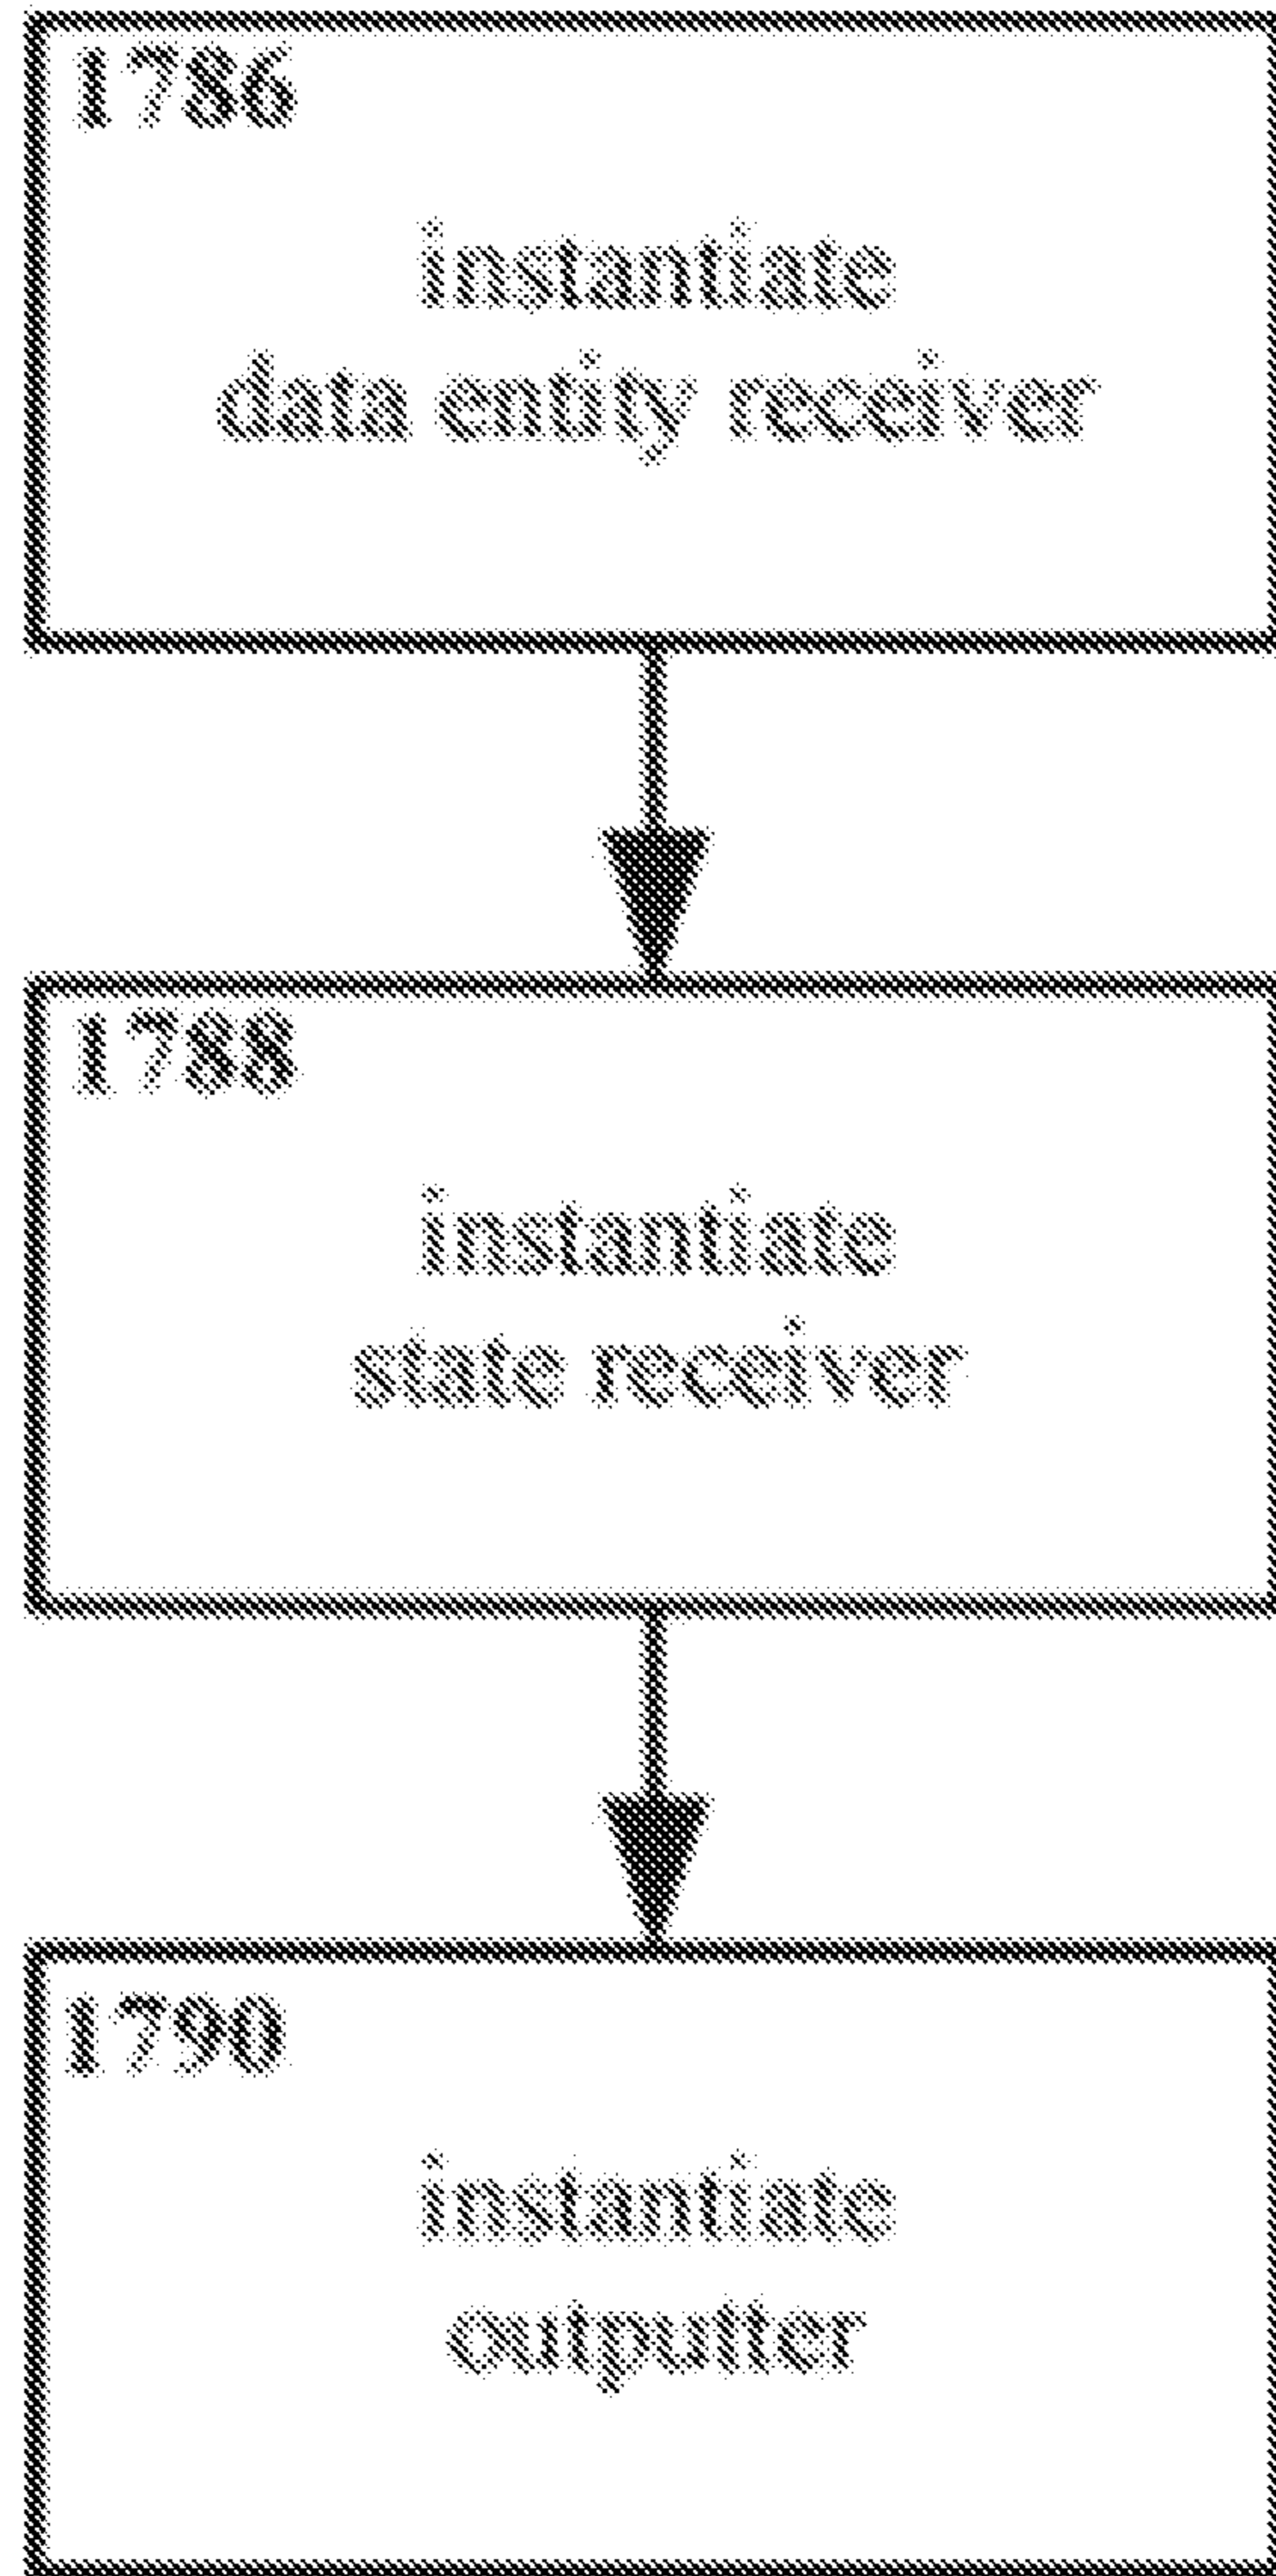 1786
instantiate
data entity receiver
1788
instantiate
state receiver
1790
instantiate
outputter